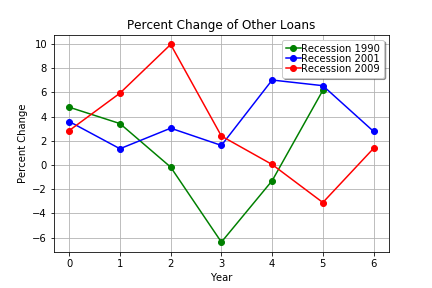 Percent Change of Other Loans
Recession 1990
Recession 2001
Recession 2009
Percent Change
10
8
6
4
2
0
−2
−4
−6
0 1 2 3 4 5 6
Year